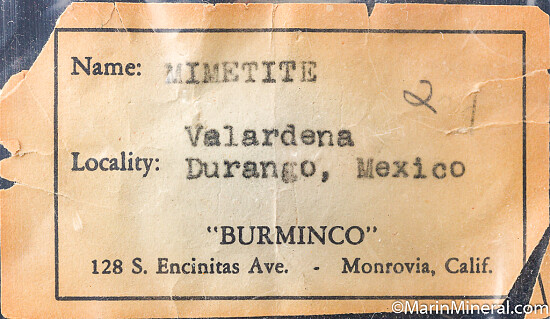 Name: MIMETITE
2
Valardena
Locality: Durango, Mexico
"BURMINCO"
128 S. Encinitas Ave. - Monrovia, Calif.
©MarinMineral.com